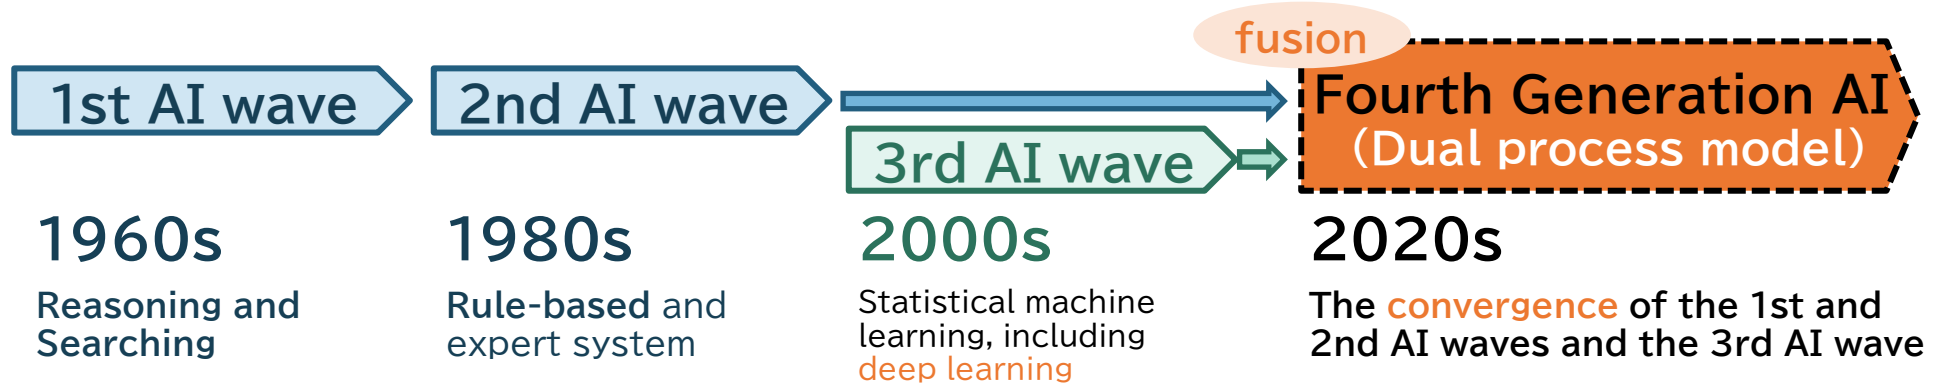 fusion
1st AI wave
2nd AI wave
3rd AI wave
Fourth Generation AI
(Dual process model)
1960s
Reasoning and
Searching
1980s
Rule-based and
expert system
2000s
Statistical machine
learning, including
deep learning
2020s
The convergence of the 1st and
2nd AI waves and the 3rd AI wave